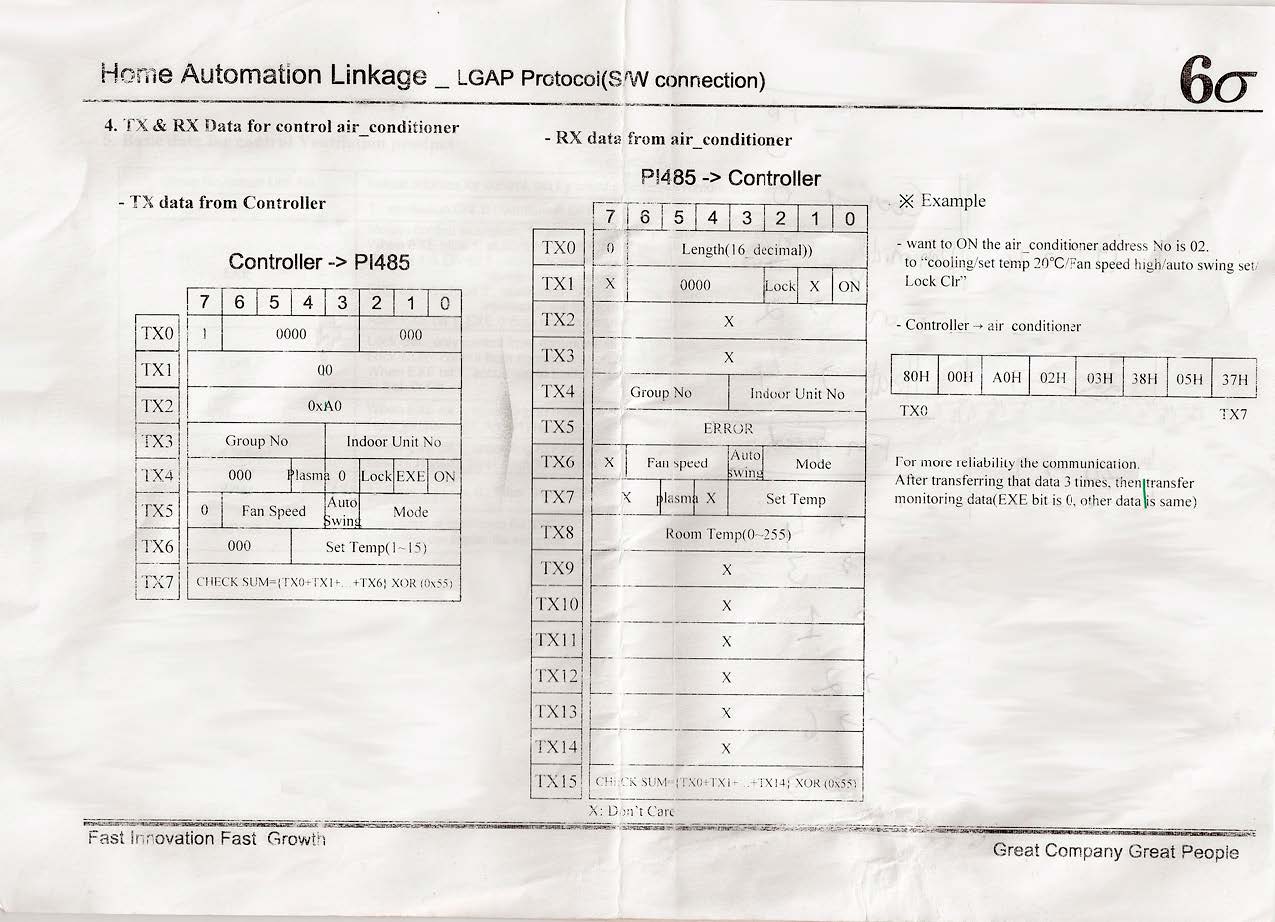 Home Automation Linkage _ LGAP Protocol(S/W connection)
6σ
4. TX & RX Data for control air_conditioner
- TX data from Controller
Controller -> PI485
7 6 5 4 3 2 1 0
TX0 1 0000 000
TX1 00
TX2 0xA0
TX3 Group No Indoor Unit No
TX4 000 Plasma 0 Lock EXE ON
TX5 0 Fan Speed Auto Swing Mode
TX6 000 Set Temp(1~15)
TX7 CHECK SUM={TX0+TX1+...+TX6} XOR (0x55)
- RX data from air_conditioner
PI485 -> Controller
7 6 5 4 3 2 1 0
TX0 0 Length(16_decimal))
TX1 X 0000 Lock X ON
TX2 X
TX3 X
TX4 Group No Indoor Unit No
TX5 ERROR
TX6 X Fan speed Auto swing Mode
TX7 X plasma X Set Temp
TX8 Room Temp(0~255)
TX9 X
TX10 X
TX11 X
TX12 X
TX13 X
TX14 X
TX15 CHECK SUM={TX0+TX1+...+TX14} XOR (0x55)
X: Don't Care
※ Example
- want to ON the air_conditioner address No is 02.
to "cooling/set temp 20℃/Fan speed high/auto swing set/
Lock Clr"
- Controller → air conditioner
80H 00H A0H 02H 03H 38H 05H 37H
TX0 TX7
For more reliability the communication.
After transferring that data 3 times, then transfer
monitoring data(EXE bit is 0, other data is same)
Fast Innovation Fast Growth
Great Company Great People